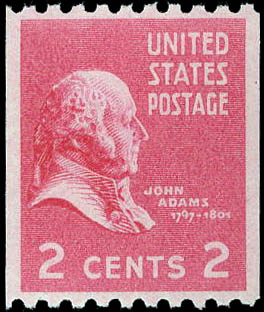 UNITED
STATES
POSTAGE
JOHN
ADAMS
1797-1801
2 CENTS 2